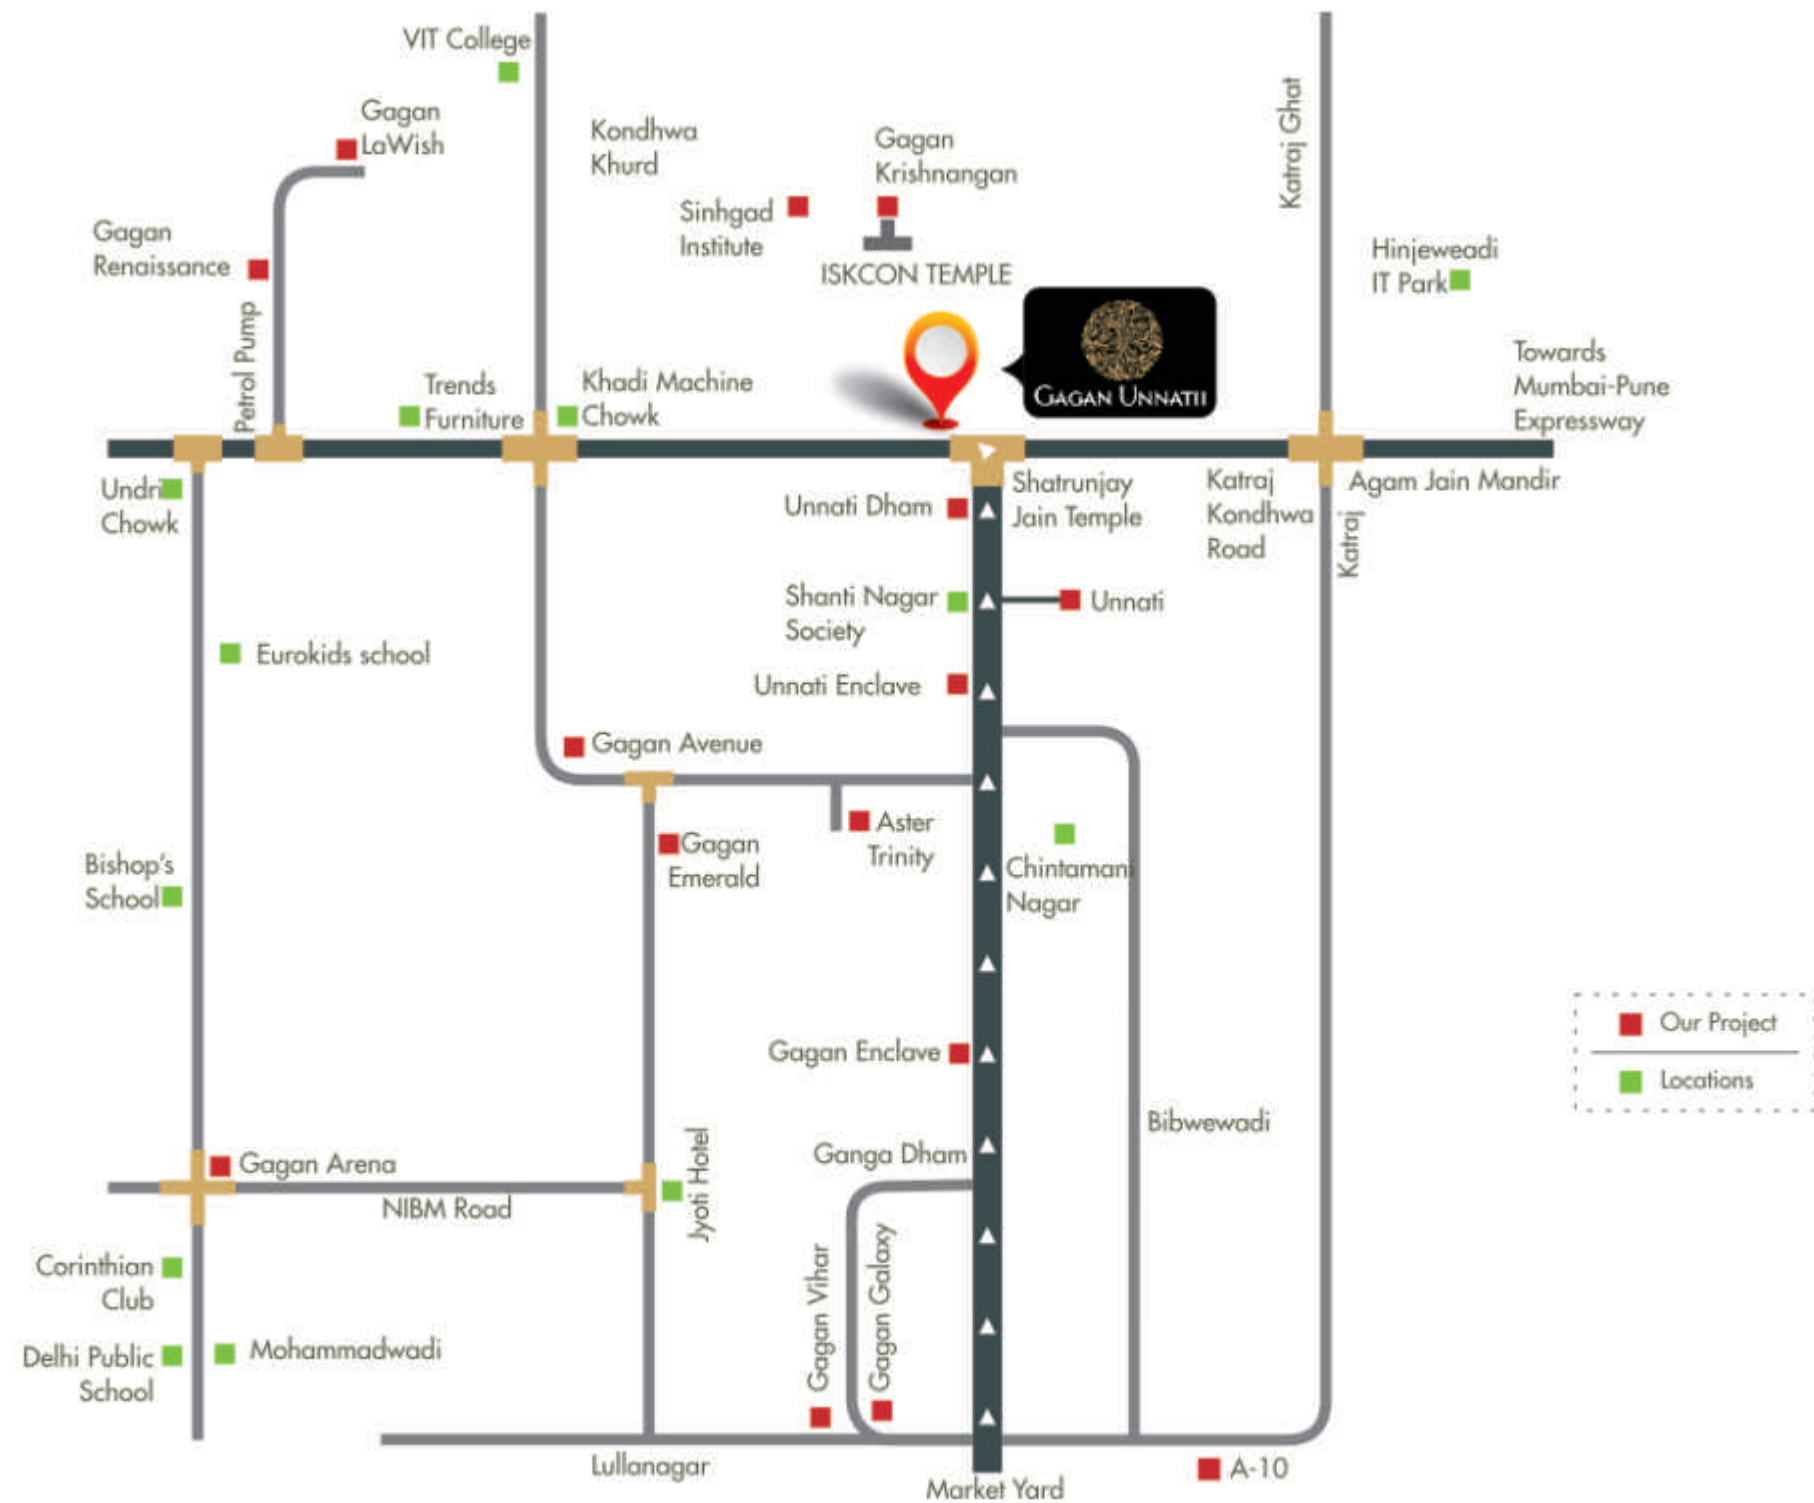 VIT College
Gagan
LaWish
Kondhwa
Khurd
Gagan
Krishnangan
Katraj Ghat
Sinhgad
Institute
Gagan
Renaissance
ISKCON TEMPLE
Hinjeweadi
IT Park
Petrol Pump
Trends
Furniture
Khadi Machine
Chowk
GAGAN UNNATII
Towards
Mumbai-Pune
Expressway
Undri
Chowk
Unnati Dham
Shatrunjay
Jain Temple
Katraj
Kondhwa
Road
Agam Jain Mandir
Katraj
Shanti Nagar
Society
Unnati
Eurokids school
Unnati Enclave
Gagan Avenue
Gagan
Emerald
Aster
Trinity
Chintamani
Nagar
Bishop's
School
Our Project
Locations
Gagan Enclave
Bibwewadi
Ganga Dham
Gagan Arena
NIBM Road
Jyoti Hotel
Corinthian
Club
Gagan Vihar
Gagan Galaxy
Delhi Public
School
Mohammadwadi
Lullanagar
Market Yard
A-10